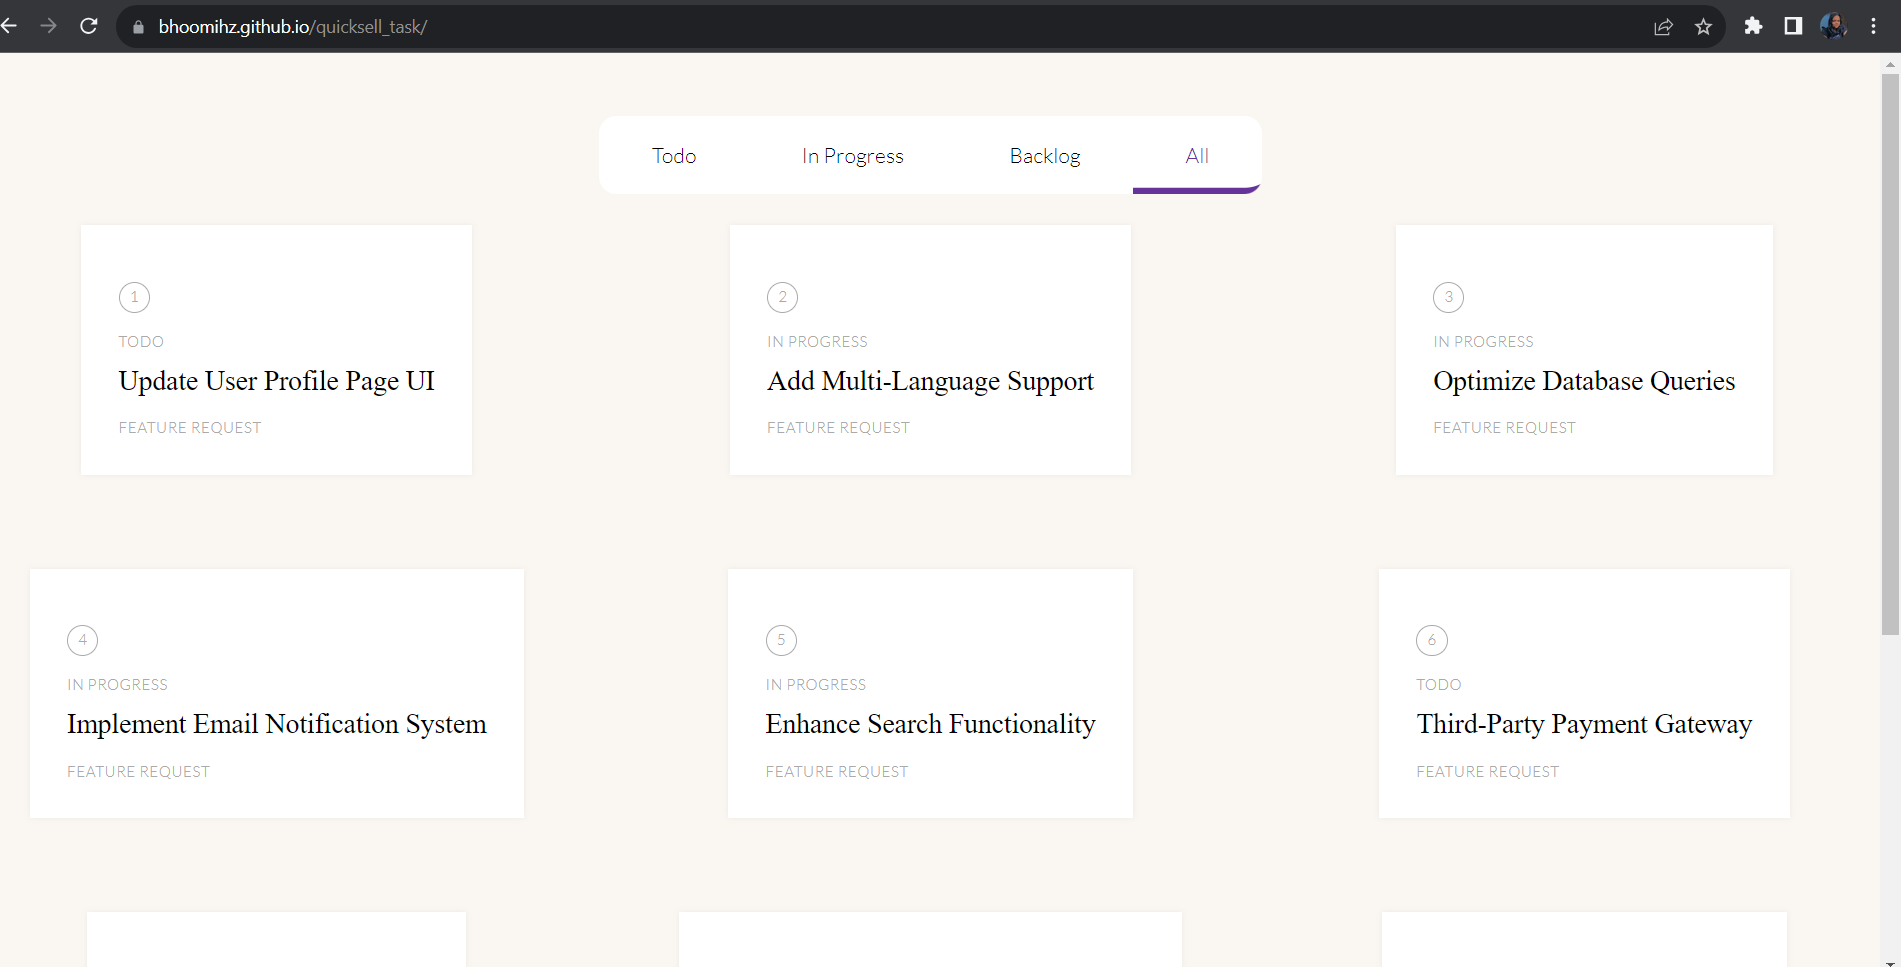 bhoomihz.github.io/quicksell_task/
Todo In Progress Backlog All
1
TODO
Update User Profile Page UI
FEATURE REQUEST
2
IN PROGRESS
Add Multi-Language Support
FEATURE REQUEST
3
IN PROGRESS
Optimize Database Queries
FEATURE REQUEST
4
IN PROGRESS
Implement Email Notification System
FEATURE REQUEST
5
IN PROGRESS
Enhance Search Functionality
FEATURE REQUEST
6
TODO
Third-Party Payment Gateway
FEATURE REQUEST